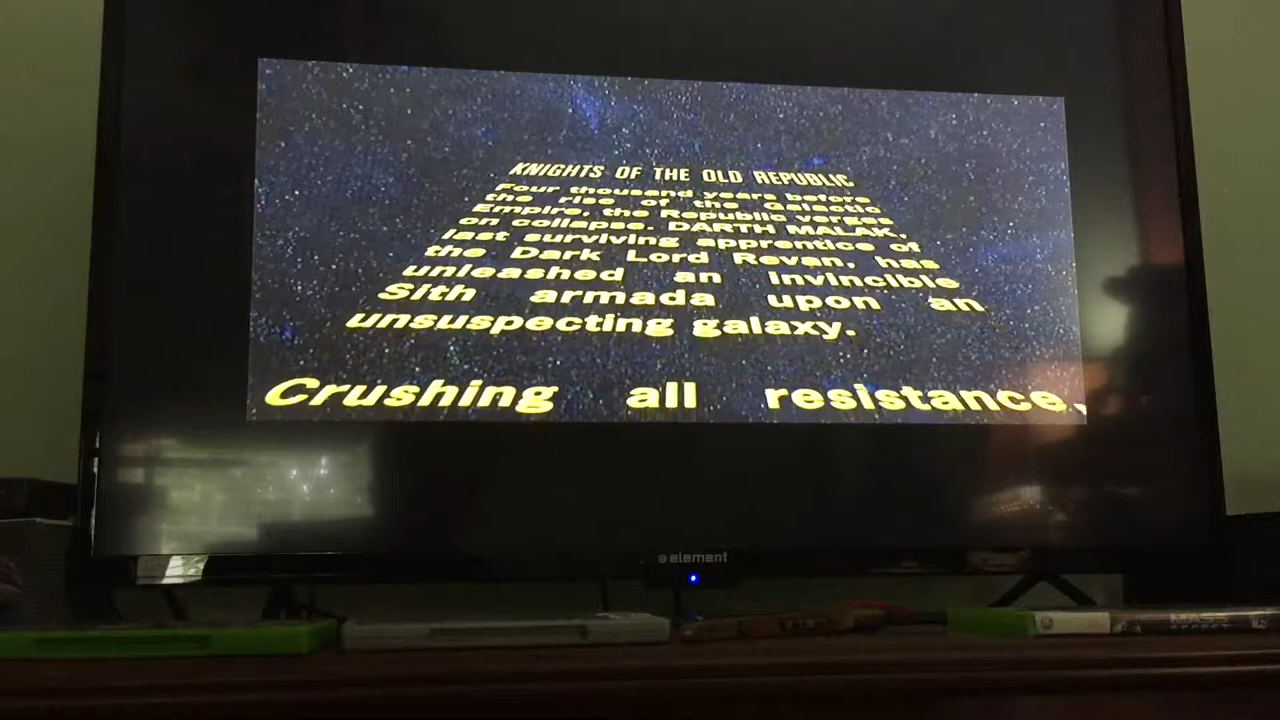 KNIGHTS OF THE OLD REPUBLIC
Four thousand years before
the rise of the Galactic
Empire, the Republic verges
on collapse. DARTH MALAK,
last surviving apprentice of
the Dark Lord Revan, has
unleashed an invincible
Sith armada upon an
unsuspecting galaxy.
Crushing all resistance,
element
MASS
EFFECT